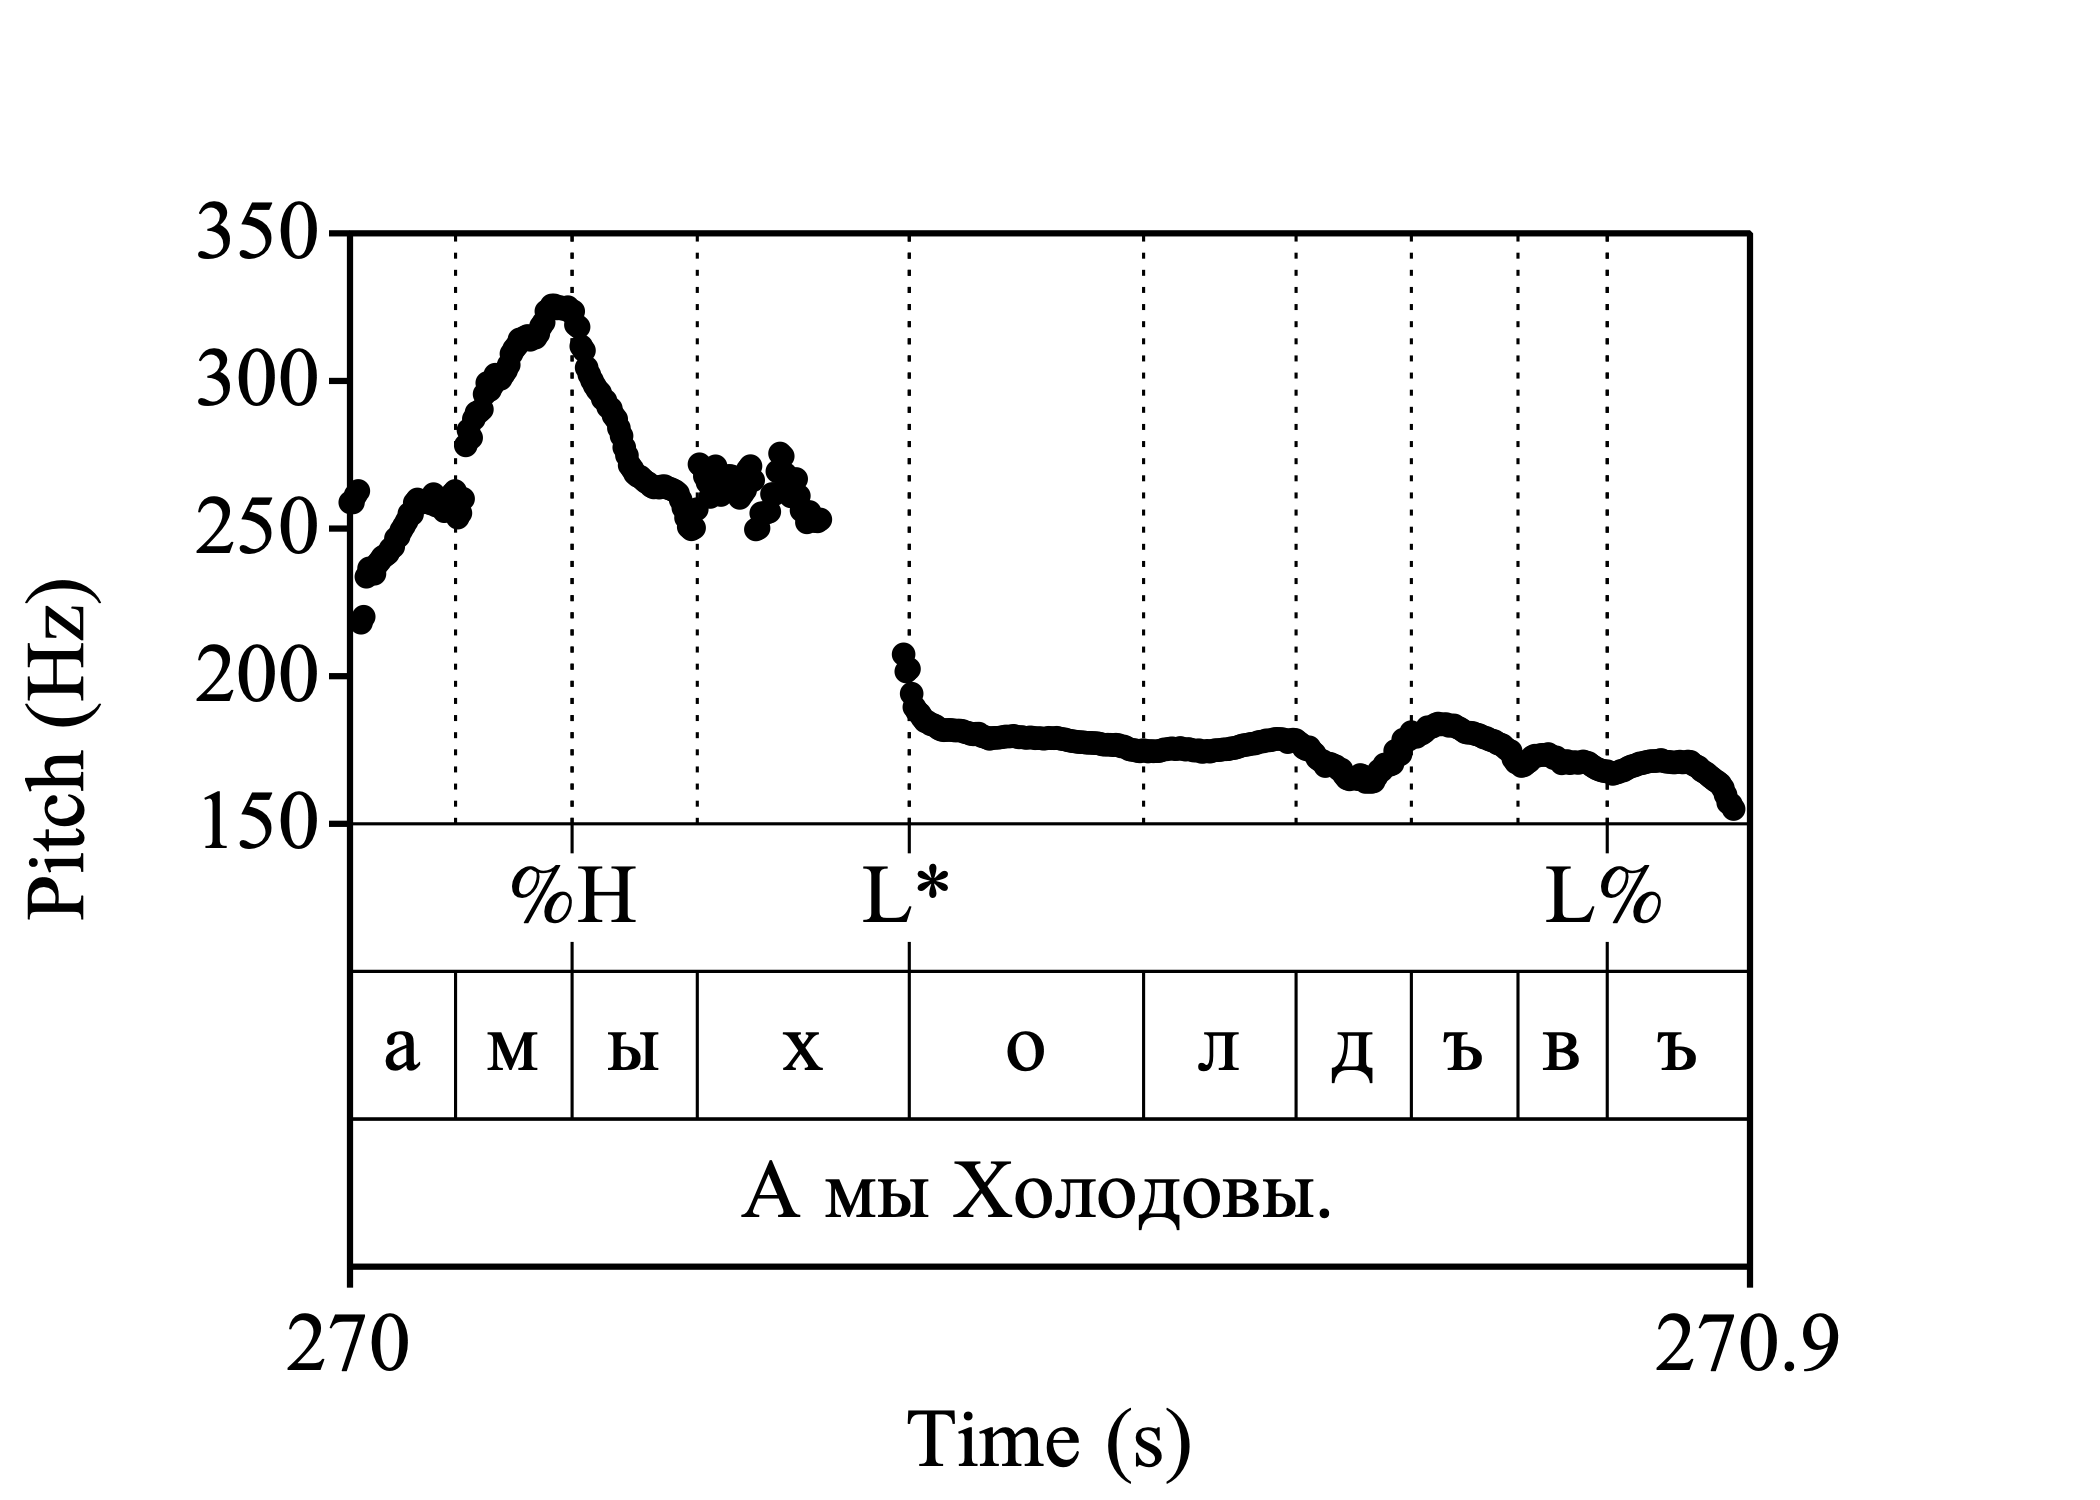 350
300
250
200
150
Pitch (Hz)
%H L* L%
а м ы х о л д ъ в ъ
А мы Холодовы.
270 270.9
Time (s)